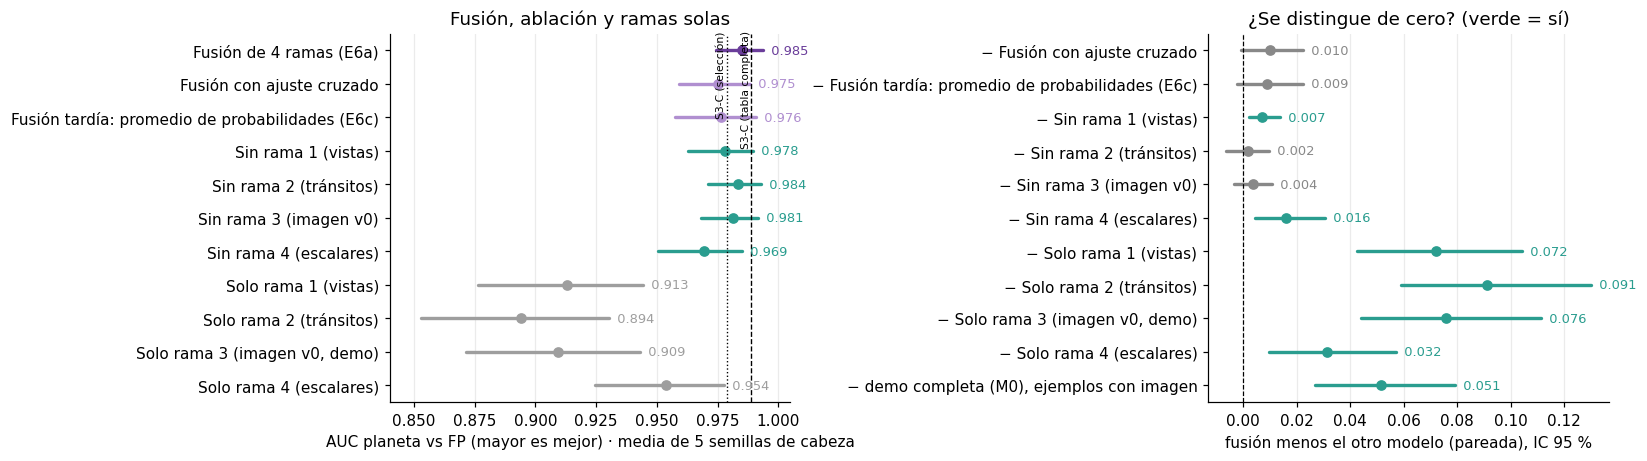 Fusión, ablación y ramas solas
Fusión de 4 ramas (E6a)
Fusión con ajuste cruzado
Fusión tardía: promedio de probabilidades (E6c)
Sin rama 1 (vistas)
Sin rama 2 (tránsitos)
Sin rama 3 (imagen v0)
Sin rama 4 (escalares)
Solo rama 1 (vistas)
Solo rama 2 (tránsitos)
Solo rama 3 (imagen v0, demo)
Solo rama 4 (escalares)
0.985
0.975
0.976
0.978
0.984
0.981
0.969
0.913
0.894
0.909
0.954
S3-C (selección)
S3-C (tabla completa)
0.850 0.875 0.900 0.925 0.950 0.975 1.000
AUC planeta vs FP (mayor es mejor) · media de 5 semillas de cabeza
¿Se distingue de cero? (verde = sí)
− Fusión con ajuste cruzado
− Fusión tardía: promedio de probabilidades (E6c)
− Sin rama 1 (vistas)
− Sin rama 2 (tránsitos)
− Sin rama 3 (imagen v0)
− Sin rama 4 (escalares)
− Solo rama 1 (vistas)
− Solo rama 2 (tránsitos)
− Solo rama 3 (imagen v0, demo)
− Solo rama 4 (escalares)
− demo completa (M0), ejemplos con imagen
0.010
0.009
0.007
0.002
0.004
0.016
0.072
0.091
0.076
0.032
0.051
0.00 0.02 0.04 0.06 0.08 0.10 0.12
fusión menos el otro modelo (pareada), IC 95 %